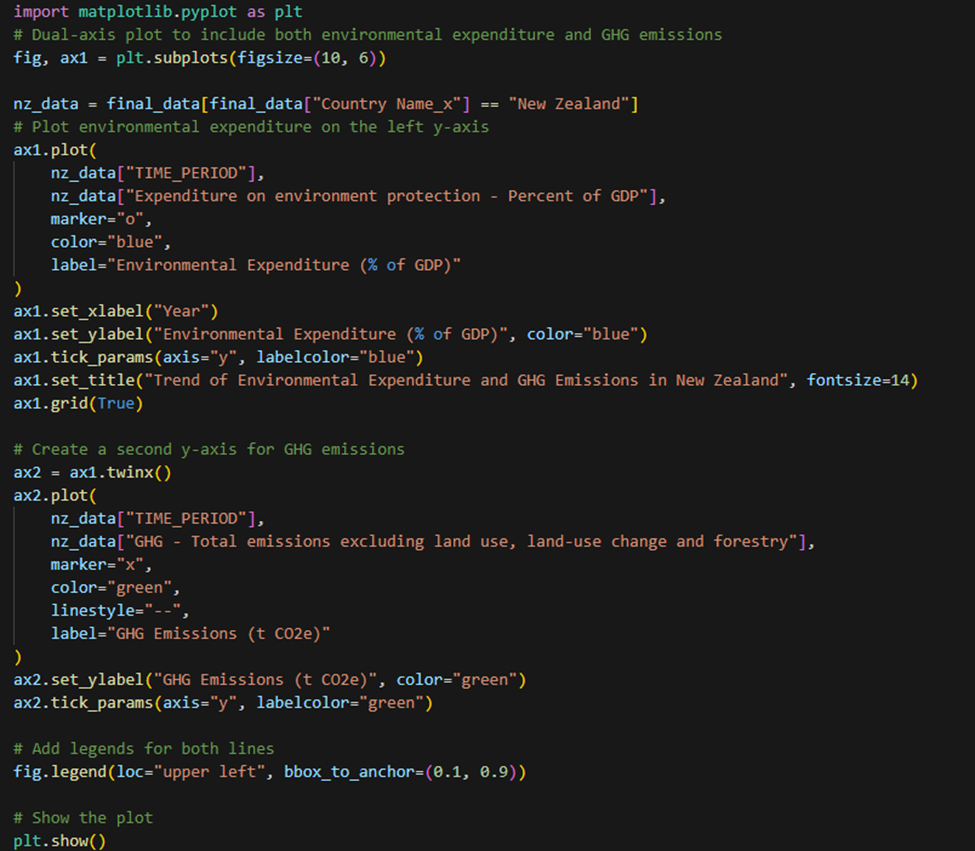 import matplotlib.pyplot as plt
# Dual-axis plot to include both environmental expenditure and GHG emissions
fig, ax1 = plt.subplots(figsize=(10, 6))

nz_data = final_data[final_data["Country Name_x"] == "New Zealand"]
# Plot environmental expenditure on the left y-axis
ax1.plot(
    nz_data["TIME_PERIOD"],
    nz_data["Expenditure on environment protection - Percent of GDP"],
    marker="o",
    color="blue",
    label="Environmental Expenditure (% of GDP)"
)
ax1.set_xlabel("Year")
ax1.set_ylabel("Environmental Expenditure (% of GDP)", color="blue")
ax1.tick_params(axis="y", labelcolor="blue")
ax1.set_title("Trend of Environmental Expenditure and GHG Emissions in New Zealand", fontsize=14)
ax1.grid(True)

# Create a second y-axis for GHG emissions
ax2 = ax1.twinx()
ax2.plot(
    nz_data["TIME_PERIOD"],
    nz_data["GHG - Total emissions excluding land use, land-use change and forestry"],
    marker="x",
    color="green",
    linestyle="--",
    label="GHG Emissions (t CO2e)"
)
ax2.set_ylabel("GHG Emissions (t CO2e)", color="green")
ax2.tick_params(axis="y", labelcolor="green")

# Add legends for both lines
fig.legend(loc="upper left", bbox_to_anchor=(0.1, 0.9))

# Show the plot
plt.show()